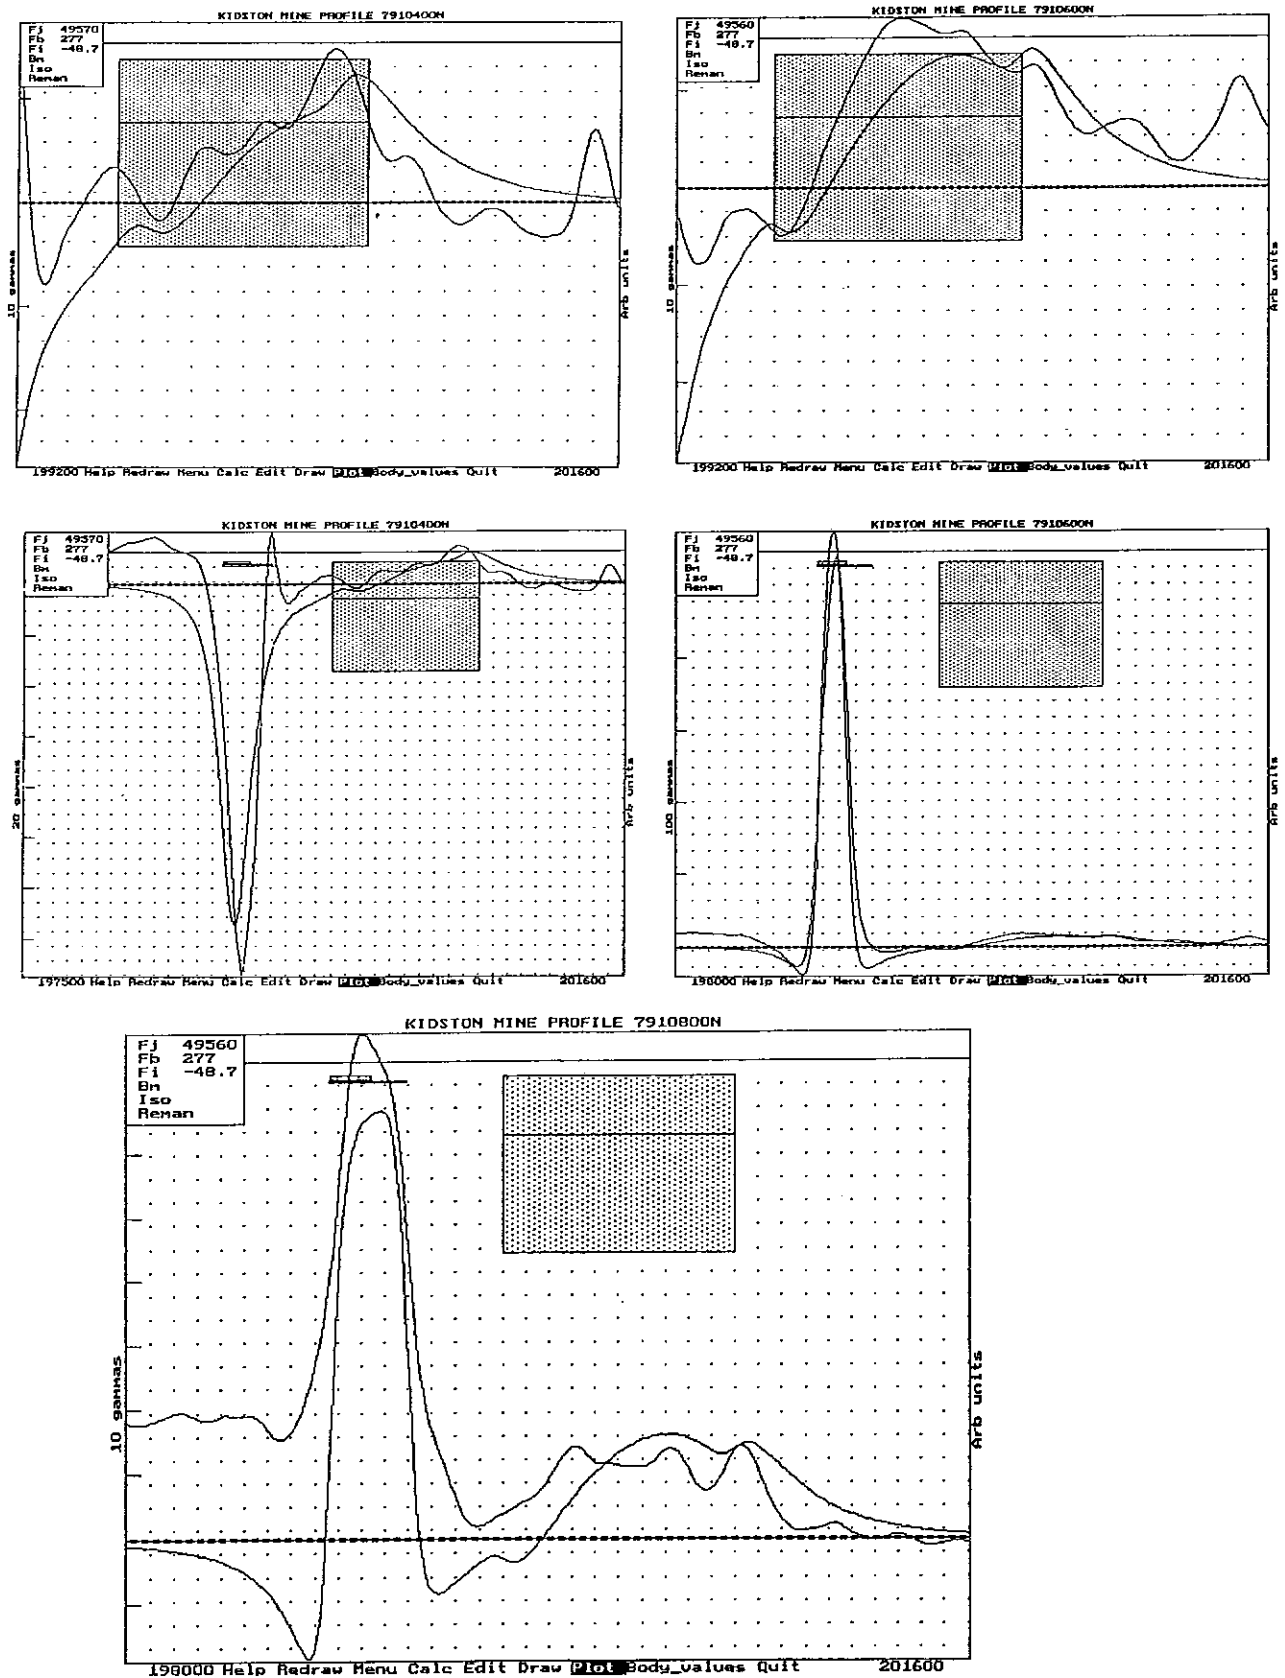 KIDSTON MINE PROFILE 7910400N
Fj 49570
Fb 277
Fi -48.7
Bm
Iso
Reman
10 gammas
Arb units
199200 Help Redraw Menu Calc Edit Draw Plot Body_values Quit 201600
KIDSTON MINE PROFILE 7910600N
Fj 49560
Fb 277
Fi -48.7
Bm
Iso
Reman
10 gammas
Arb units
199200 Help Redraw Menu Calc Edit Draw Plot Body_values Quit 201600
KIDSTON MINE PROFILE 7910400N
Fj 49570
Fb 277
Fi -48.7
Bm
Iso
Reman
20 gammas
Arb units
197500 Help Redraw Menu Calc Edit Draw Plot Body_values Quit 201600
KIDSTON MINE PROFILE 7910600N
Fj 49560
Fb 277
Fi -48.7
Bm
Iso
Reman
100 gammas
Arb units
198000 Help Redraw Menu Calc Edit Draw Plot Body_values Quit 201600
KIDSTON MINE PROFILE 7910800N
Fj 49560
Fb 277
Fi -48.7
Bm
Iso
Reman
10 gammas
Arb units
198000 Help Redraw Menu Calc Edit Draw Plot Body_values Quit 201600